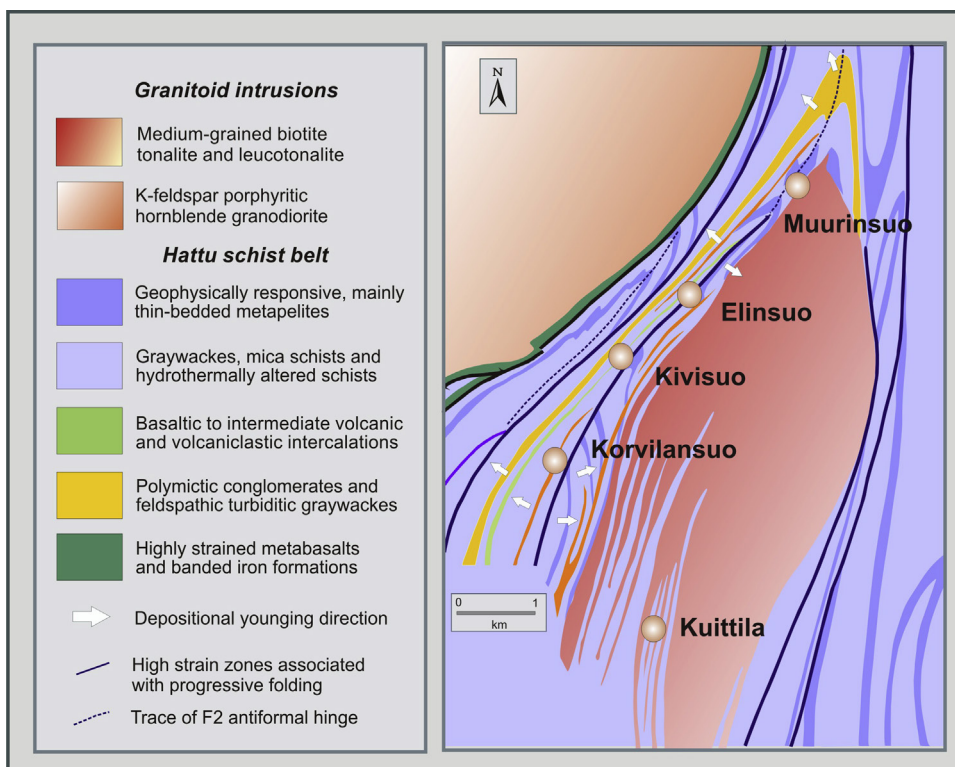 Granitoid intrusions
Medium-grained biotite
tonalite and leucotonalite
K-feldspar porphyritic
hornblende granodiorite
Hattu schist belt
Geophysically responsive, mainly
thin-bedded metapelites
Graywackes, mica schists and
hydrothermally altered schists
Basaltic to intermediate volcanic
and volcaniclastic intercalations
Polymictic conglomerates and
feldspathic turbiditic graywackes
Highly strained metabasalts
and banded iron formations
Depositional younging direction
High strain zones associated
with progressive folding
Trace of F2 antiformal hinge
N
Muurinsuo
Elinsuo
Kivisuo
Korvilansuo
0 1
km
Kuittila